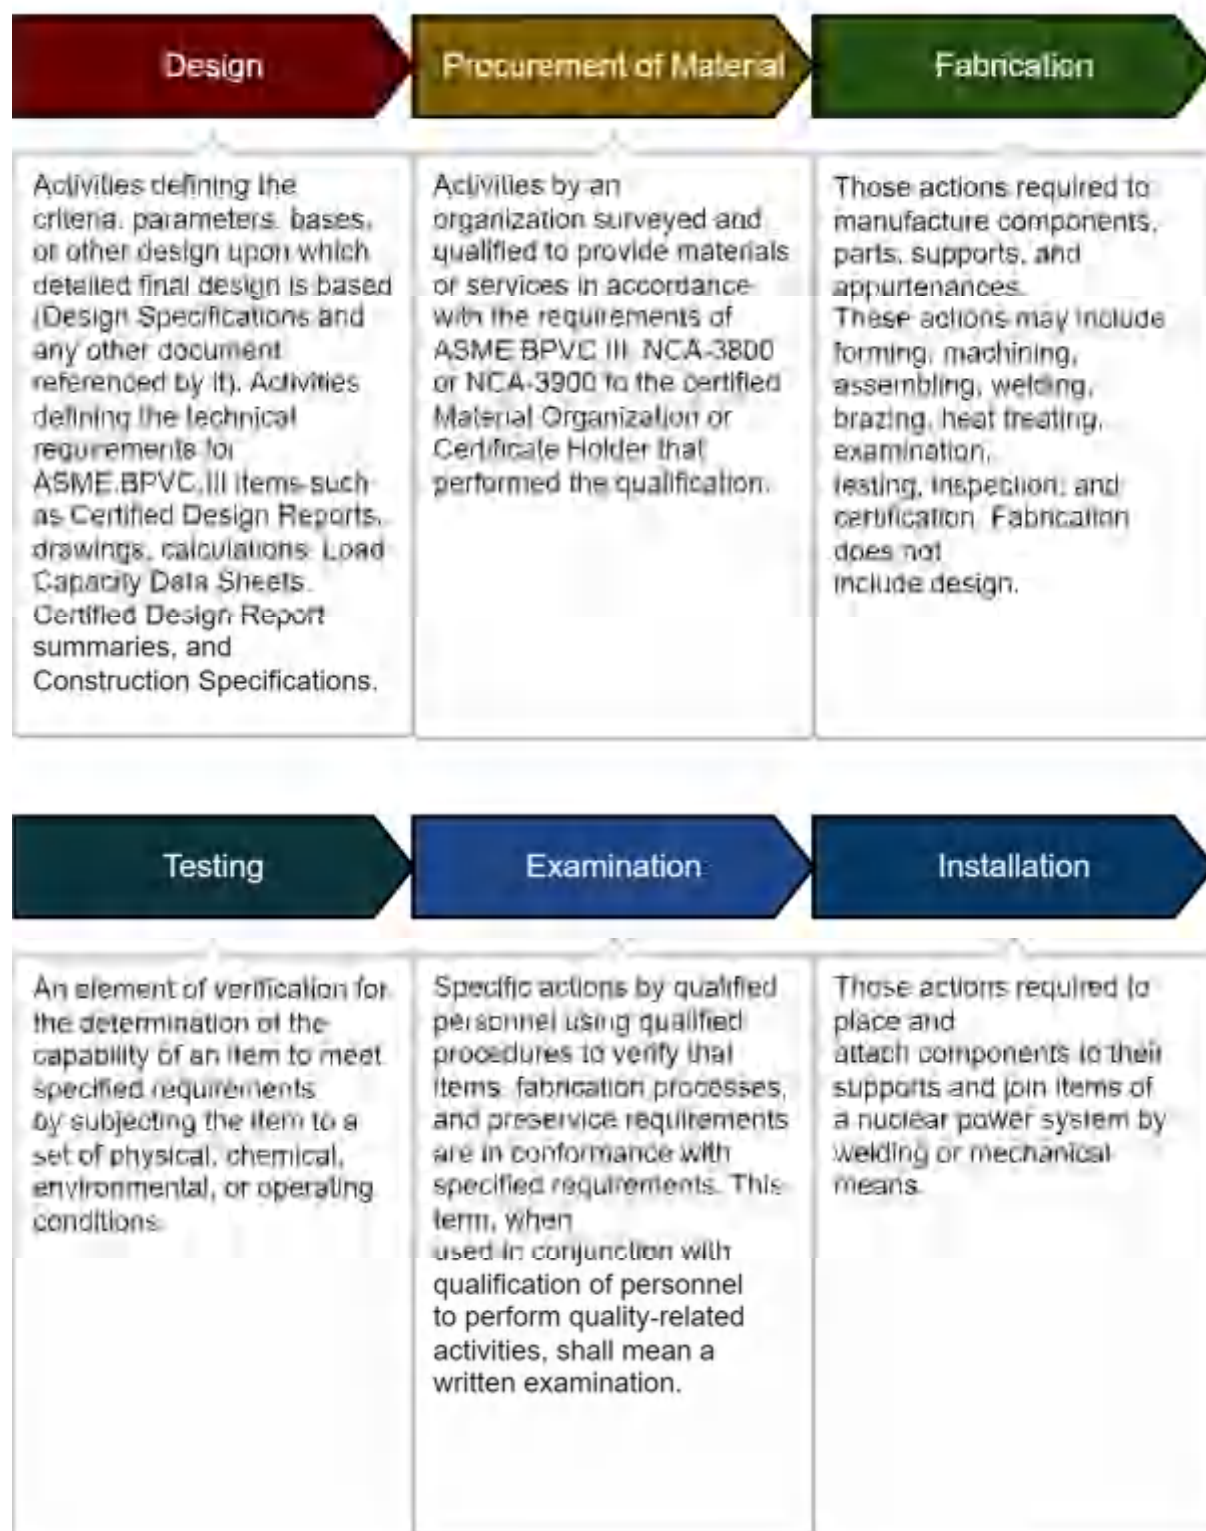 Design
Activities defining the
criteria, parameters, bases,
or other design upon which
detailed final design is based
(Design Specifications and
any other document
referenced by it). Activities
defining the technical
requirements for
ASME.BPVC.III items such
as Certified Design Reports,
drawings, calculations, Load
Capacity Data Sheets,
Certified Design Report
summaries, and
Construction Specifications.
Procurement of Material
Activities by an
organization surveyed and
qualified to provide materials
or services in accordance
with the requirements of
ASME.BPVC.III, NCA-3800
or NCA-3900 to the certified
Material Organization or
Certificate Holder that
performed the qualification.
Fabrication
Those actions required to
manufacture components,
parts, supports, and
appurtenances.
These actions may include
forming, machining,
assembling, welding,
brazing, heat treating,
examination,
testing, inspection, and
certification. Fabrication
does not
include design.
Testing
An element of verification for
the determination of the
capability of an item to meet
specified requirements
by subjecting the item to a
set of physical, chemical,
environmental, or operating
conditions.
Examination
Specific actions by qualified
personnel using qualified
procedures to verify that
items, fabrication processes,
and preservice requirements
are in conformance with
specified requirements. This
term, when
used in conjunction with
qualification of personnel
to perform quality-related
activities, shall mean a
written examination.
Installation
Those actions required to
place and
attach components to their
supports and join items of
a nuclear power system by
welding or mechanical
means.